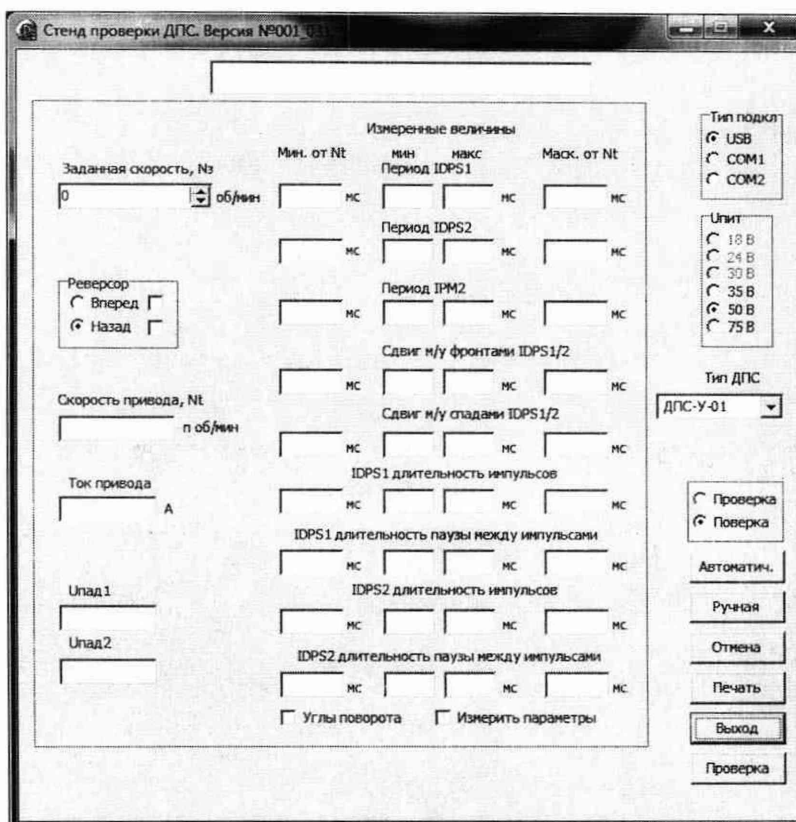 Стенд проверки ДПС. Версия №001_03
Измеренные величины
Мин. от Nt мин макс Маск. от Nt
Заданная скорость, Nз
Период IDPS1
0 об/мин
мс мс мс
Период IDPS2
мс мс мс
Реверсор
Вперед
Назад
Период IPM2
мс мс мс
Сдвиг м/у фронтами IDPS1/2
мс мс мс
Скорость привода, Nt
п об/мин
Сдвиг м/у спадами IDPS1/2
мс мс мс
Ток привода
А
IDPS1 длительность импульсов
мс мс мс
IDPS1 длительность паузы между импульсами
мс мс мс
Uпад1
IDPS2 длительность импульсов
мс мс мс
Uпад2
IDPS2 длительность паузы между импульсами
мс мс мс
Углы поворота Измерить параметры
Тип подкл
USB
COM1
COM2
Uпит
18 В
24 В
30 В
35 В
50 В
75 В
Тип ДПС
ДПС-У-01
Проверка
Поверка
Автоматич.
Ручная
Отмена
Печать
Выход
Проверка